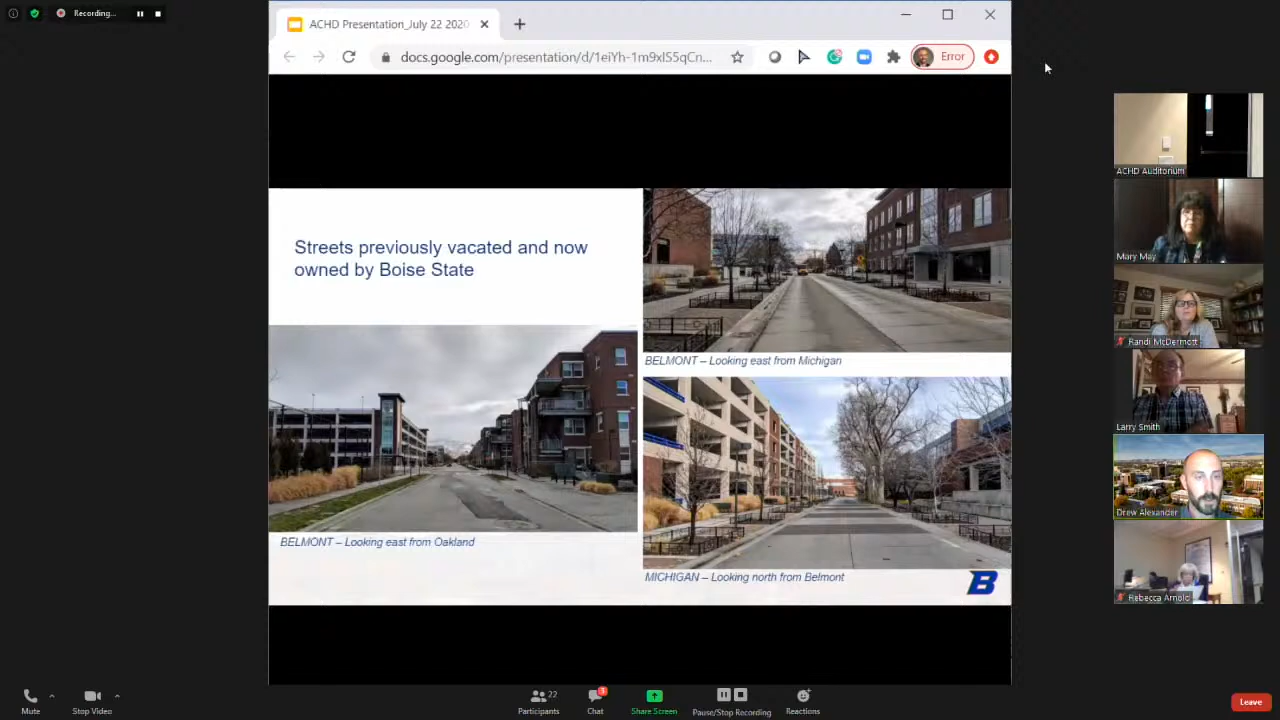 Recording...
ACHD Presentation_July 22 2020
docs.google.com/presentation/d/1eiYh-1m9xIS5qCn...
Error
Streets previously vacated and now
owned by Boise State
BELMONT – Looking east from Michigan
BELMONT – Looking east from Oakland
MICHIGAN – Looking north from Belmont
B
ACHD Auditorium
Mary May
Randi McDermott
Larry Smith
Drew Alexander
Rebecca Arnold
Mute
Stop Video
22
Participants
3
Chat
Share Screen
Pause/Stop Recording
Reactions
Leave